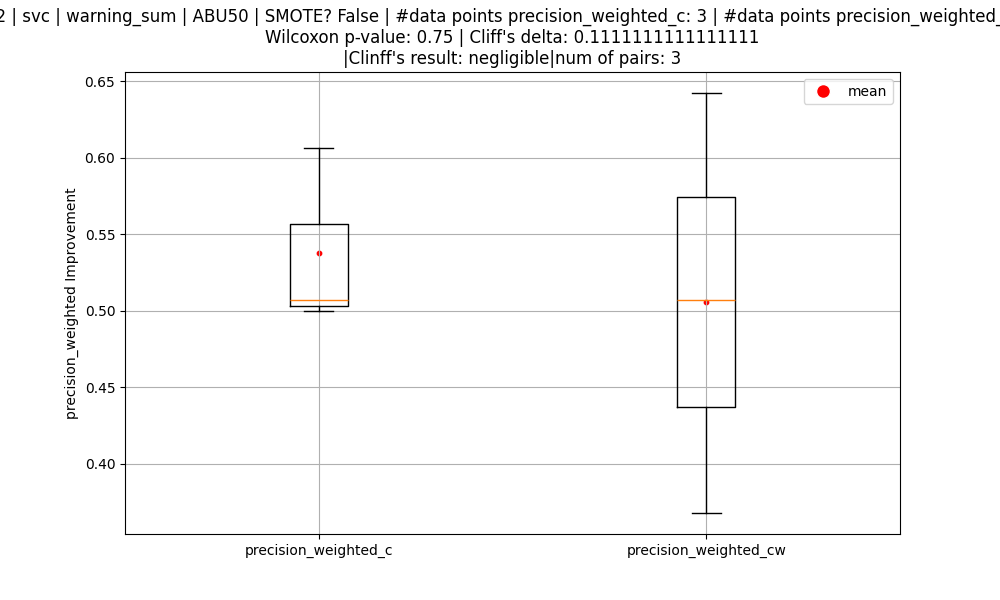 2 | svc | warning_sum | ABU50 | SMOTE? False | #data points precision_weighted_c: 3 | #data points precision_weighted_
Wilcoxon p-value: 0.75 | Cliff's delta: 0.1111111111111111
|Clinff's result: negligible|num of pairs: 3
mean
0.65
0.60
0.55
0.50
0.45
0.40
precision_weighted Improvement
precision_weighted_c
precision_weighted_cw